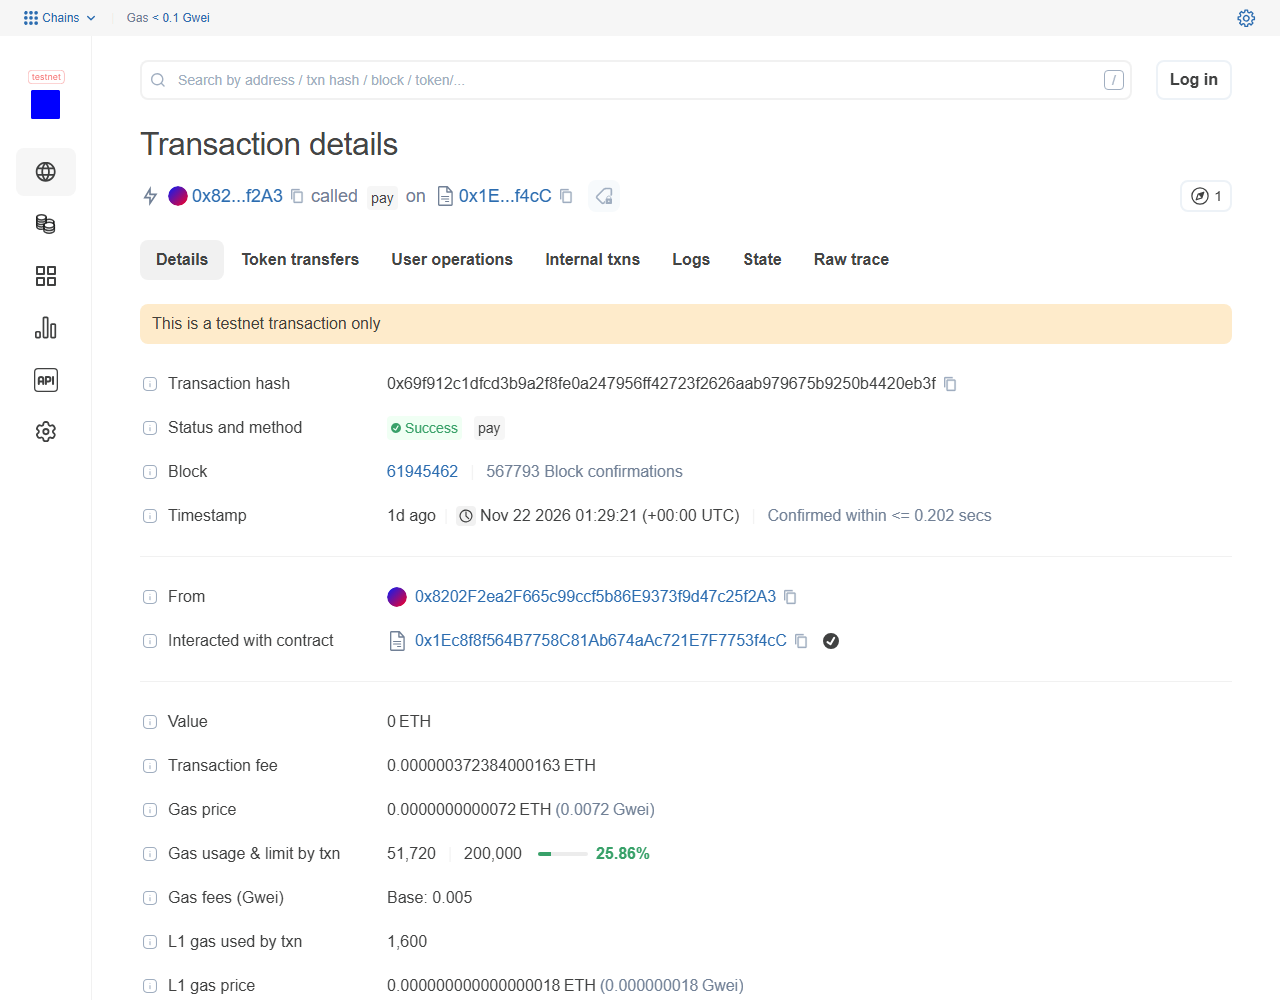 Chains Gas < 0.1 Gwei
testnet
Search by address / txn hash / block / token/... /
Log in
Transaction details
0x82...f2A3 called pay on 0x1E...f4cC
1
Details Token transfers User operations Internal txns Logs State Raw trace
This is a testnet transaction only
Transaction hash 0x69f912c1dfcd3b9a2f8fe0a247956ff42723f2626aab979675b9250b4420eb3f
Status and method Success pay
Block 61945462 567793 Block confirmations
Timestamp 1d ago Nov 22 2026 01:29:21 (+00:00 UTC) Confirmed within <= 0.202 secs
From 0x8202F2ea2F665c99ccf5b86E9373f9d47c25f2A3
Interacted with contract 0x1Ec8f8f564B7758C81Ab674aAc721E7F7753f4cC
Value 0 ETH
Transaction fee 0.000000372384000163 ETH
Gas price 0.0000000000072 ETH (0.0072 Gwei)
Gas usage & limit by txn 51,720 200,000 25.86%
Gas fees (Gwei) Base: 0.005
L1 gas used by txn 1,600
L1 gas price 0.000000000000000018 ETH (0.000000018 Gwei)
API